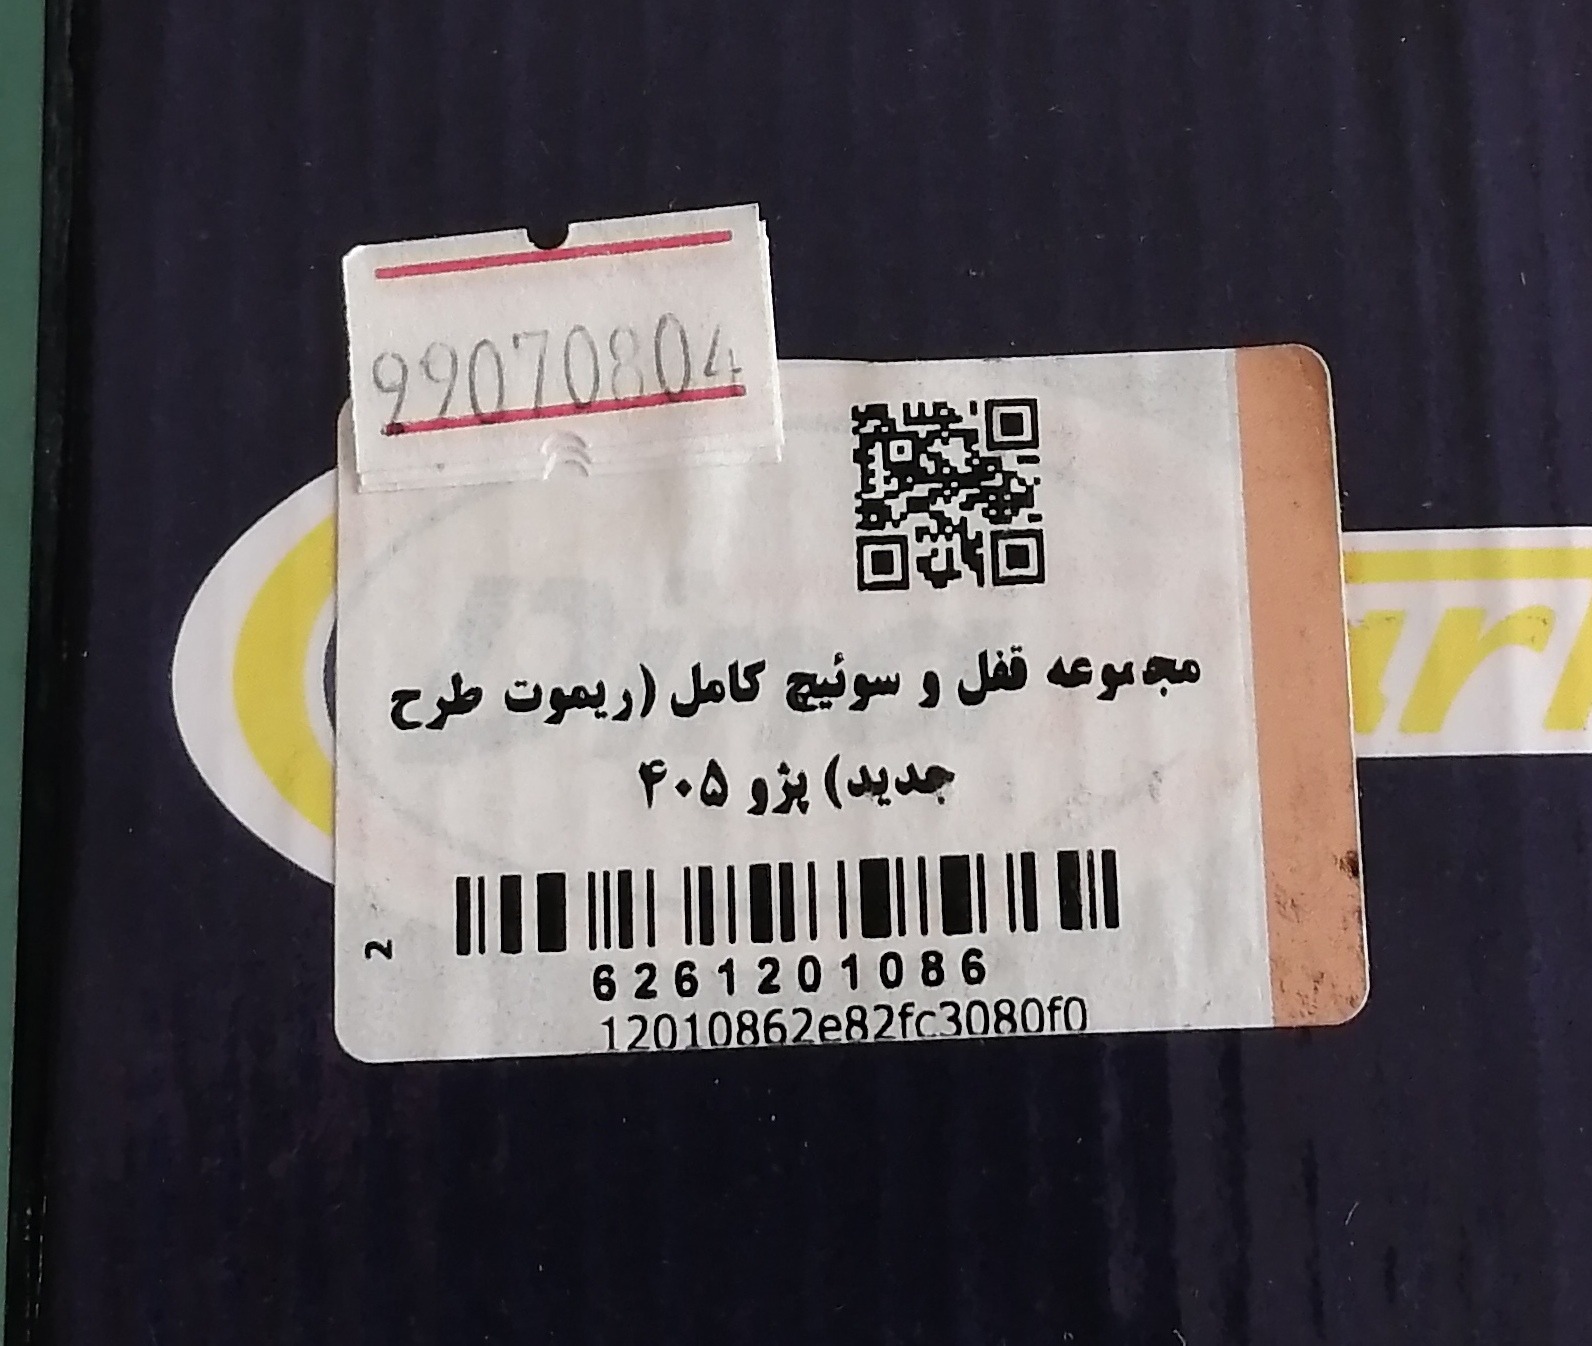 99070804
مجموعه قفل و سوئیچ کامل (ریموت طرح
جدید) پژو ۴۰۵
2
6261201086
12010862e82fc3080f0